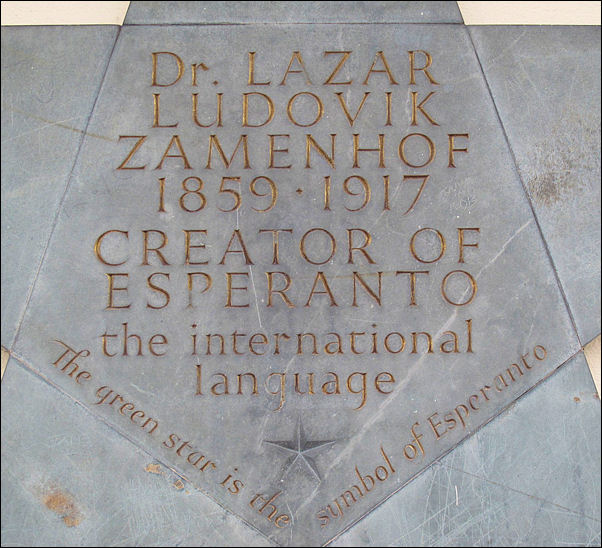 Dr. LAZAR
LUDOVIK
ZAMENHOF
1859 · 1917
CREATOR OF
ESPERANTO
the international
language
The green star is the
symbol of Esperanto